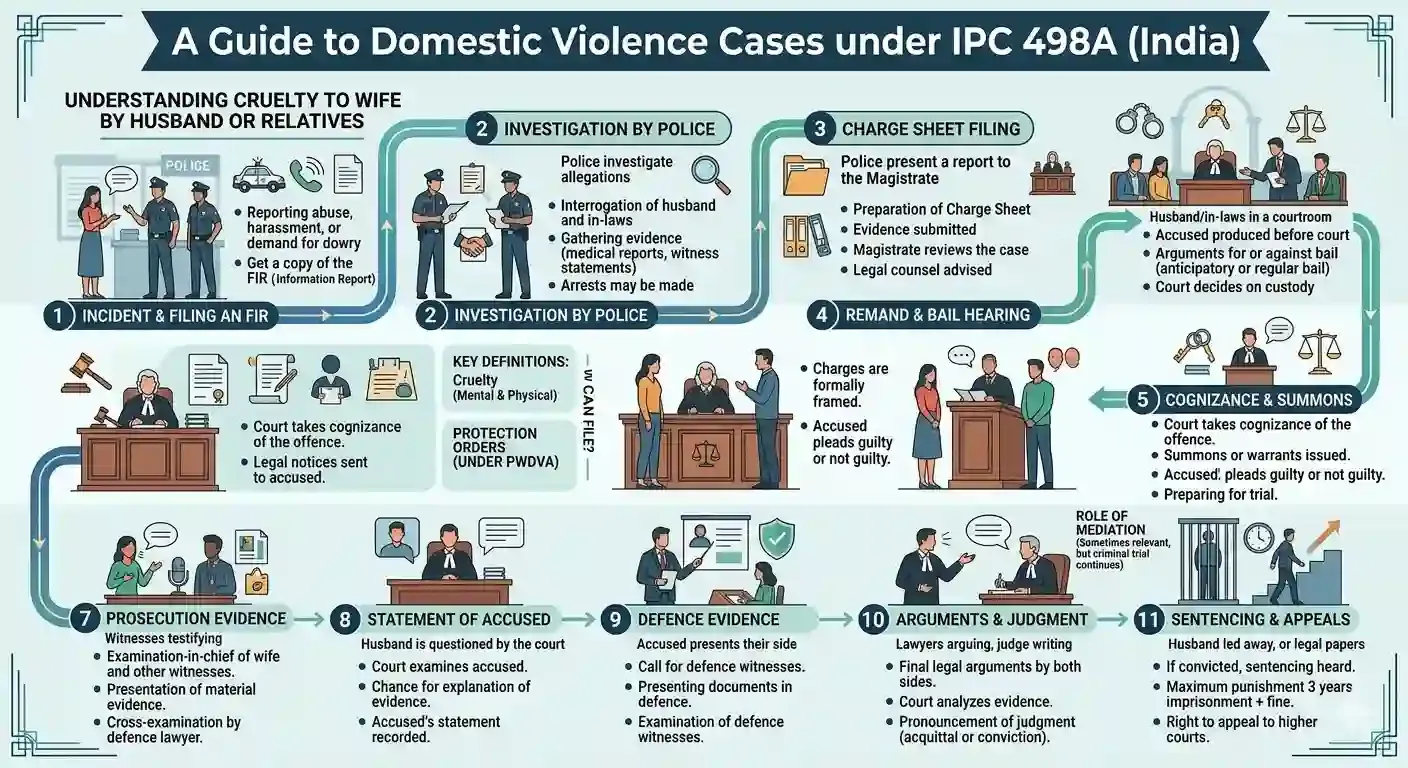 A Guide to Domestic Violence Cases under IPC 498A (India)
UNDERSTANDING CRUELTY TO WIFE
BY HUSBAND OR RELATIVES
POLICE
• Reporting abuse,
harassment, or
demand for dowry
• Get a copy of the
FIR (Information Report)
1 INCIDENT & FILING AN FIR
2 INVESTIGATION BY POLICE
Police investigate
allegations
• Interrogation of husband
and in-laws
• Gathering evidence
(medical reports, witness
statements)
• Arrests may be made
2 INVESTIGATION BY POLICE
3 CHARGE SHEET FILING
Police present a report to
the Magistrate
• Preparation of Charge Sheet
• Evidence submitted
• Magistrate reviews the case
• Legal counsel advised
4 REMAND & BAIL HEARING
Husband/in-laws in a courtroom
• Accused produced before court
• Arguments for or against bail
(anticipatory or regular bail)
• Court decides on custody
5 COGNIZANCE & SUMMONS
• Court takes cognizance of the
offence.
• Summons or warrants issued.
• Accused' pleads guilty or not guilty.
• Preparing for trial.
• Charges are
formally
framed.
• Accused
pleads guilty
or not guilty.
KEY DEFINITIONS:
Cruelty
(Mental & Physical)
PROTECTION
ORDERS
(UNDER PWDVA)
w CAN FILE?
• Court takes cognizance
of the offence.
• Legal notices sent
to accused.
7 PROSECUTION EVIDENCE
Witnesses testifying
• Examination-in-chief of wife
and other witnesses.
• Presentation of material
evidence.
• Cross-examination by
defence lawyer.
8 STATEMENT OF ACCUSED
Husband is questioned by the court
• Court examines accused.
• Chance for explanation of
evidence.
• Accused's statement
recorded.
9 DEFENCE EVIDENCE
Accused presents their side
• Call for defence witnesses.
• Presenting documents in
defence.
• Examination of defence
witnesses.
10 ARGUMENTS & JUDGMENT
Lawyers arguing, judge writing
• Final legal arguments by both
sides.
• Court analyzes evidence.
• Pronouncement of judgment
(acquittal or conviction).
ROLE OF
MEDIATION
(Sometimes relevant,
but criminal trial
continues)
11 SENTENCING & APPEALS
Husband led away, or legal papers
• If convicted, sentencing heard.
• Maximum punishment 3 years
imprisonment + fine.
• Right to appeal to higher
courts.